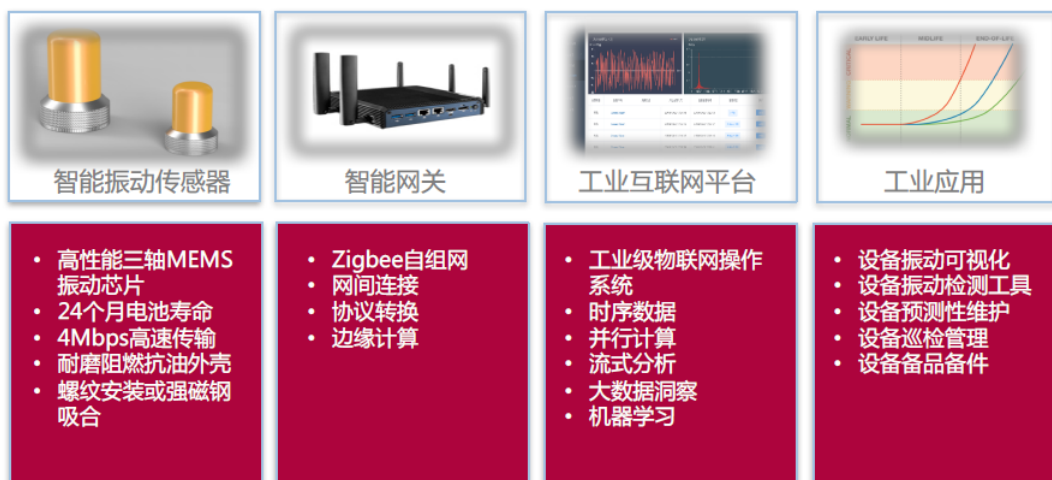 EARLY LIFE MIDLIFE END-OF-LIFE
智能振动传感器
智能网关
工业互联网平台
工业应用
• 高性能三轴MEMS
振动芯片
• 24个月电池寿命
• 4Mbps高速传输
• 耐磨阻燃抗油外壳
• 螺纹安装或强磁钢
吸合
• Zigbee自组网
• 网间连接
• 协议转换
• 边缘计算
• 工业级物联网操作
系统
• 时序数据
• 并行计算
• 流式分析
• 大数据洞察
• 机器学习
• 设备振动可视化
• 设备振动检测工具
• 设备预测性维护
• 设备巡检管理
• 设备备品备件